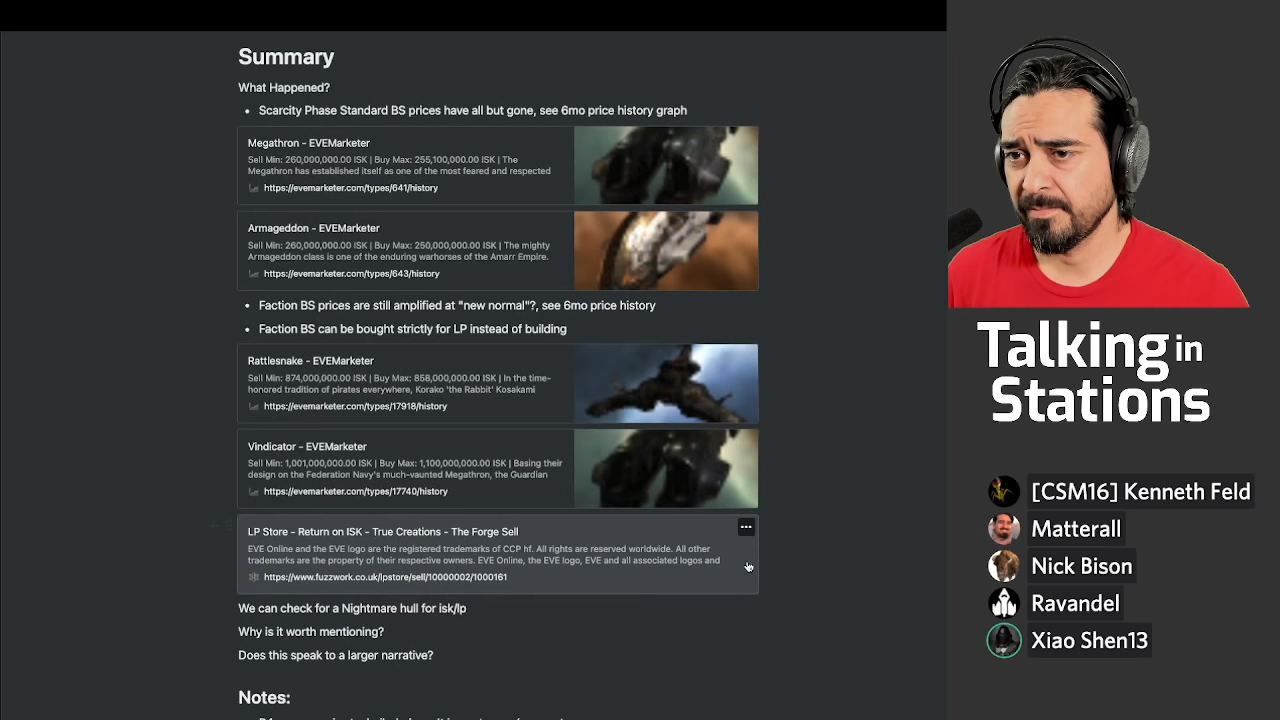 Summary
What Happened?
• Scarcity Phase Standard BS prices have all but gone, see 6mo price history graph
Megathron - EVEMarketer
Sell Min: 260,000,000.00 ISK | Buy Max: 255,100,000.00 ISK | The
Megathron has established itself as one of the most feared and respected
https://evemarketer.com/types/641/history
Armageddon - EVEMarketer
Sell Min: 260,000,000.00 ISK | Buy Max: 250,000,000.00 ISK | The mighty
Armageddon class is one of the enduring warhorses of the Amarr Empire.
https://evemarketer.com/types/643/history
• Faction BS prices are still amplified at "new normal"?, see 6mo price history
• Faction BS can be bought strictly for LP instead of building
Rattlesnake - EVEMarketer
Sell Min: 874,000,000.00 ISK | Buy Max: 858,000,000.00 ISK | In the time-
honored tradition of pirates everywhere, Korako 'the Rabbit' Kosakami
https://evemarketer.com/types/17918/history
Vindicator - EVEMarketer
Sell Min: 1,001,000,000.00 ISK | Buy Max: 1,100,000,000.00 ISK | Basing their
design on the Federation Navy's much-vaunted Megathron, the Guardian
https://evemarketer.com/types/17740/history
LP Store - Return on ISK - True Creations - The Forge Sell
EVE Online and the EVE logo are the registered trademarks of CCP hf. All rights are reserved worldwide. All other
trademarks are the property of their respective owners. EVE Online, the EVE logo, EVE and all associated logos and
https://www.fuzzwork.co.uk/lpstore/sell/10000002/1000161
We can check for a Nightmare hull for isk/lp
Why is it worth mentioning?
Does this speak to a larger narrative?
Notes:
Talking in
Stations
[CSM16] Kenneth Feld
Matterall
Nick Bison
Ravandel
Xiao Shen13